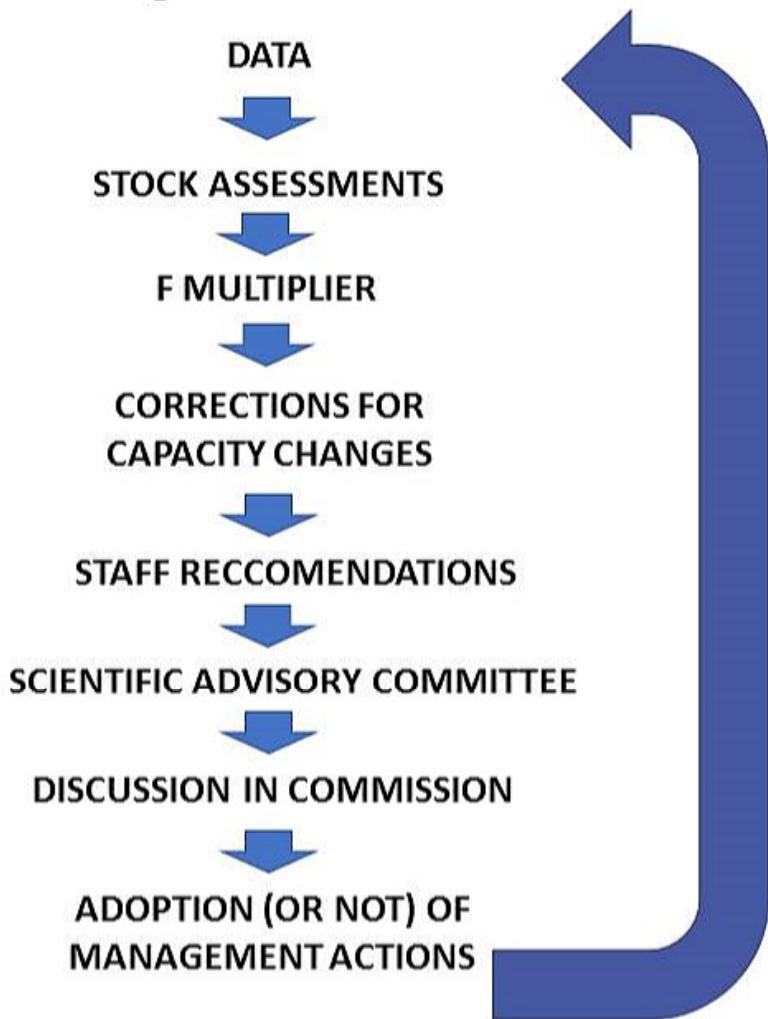 DATA
STOCK ASSESSMENTS
F MULTIPLIER
CORRECTIONS FOR
CAPACITY CHANGES
STAFF RECCOMENDATIONS
SCIENTIFIC ADVISORY COMMITTEE
DISCUSSION IN COMMISSION
ADOPTION (OR NOT) OF
MANAGEMENT ACTIONS